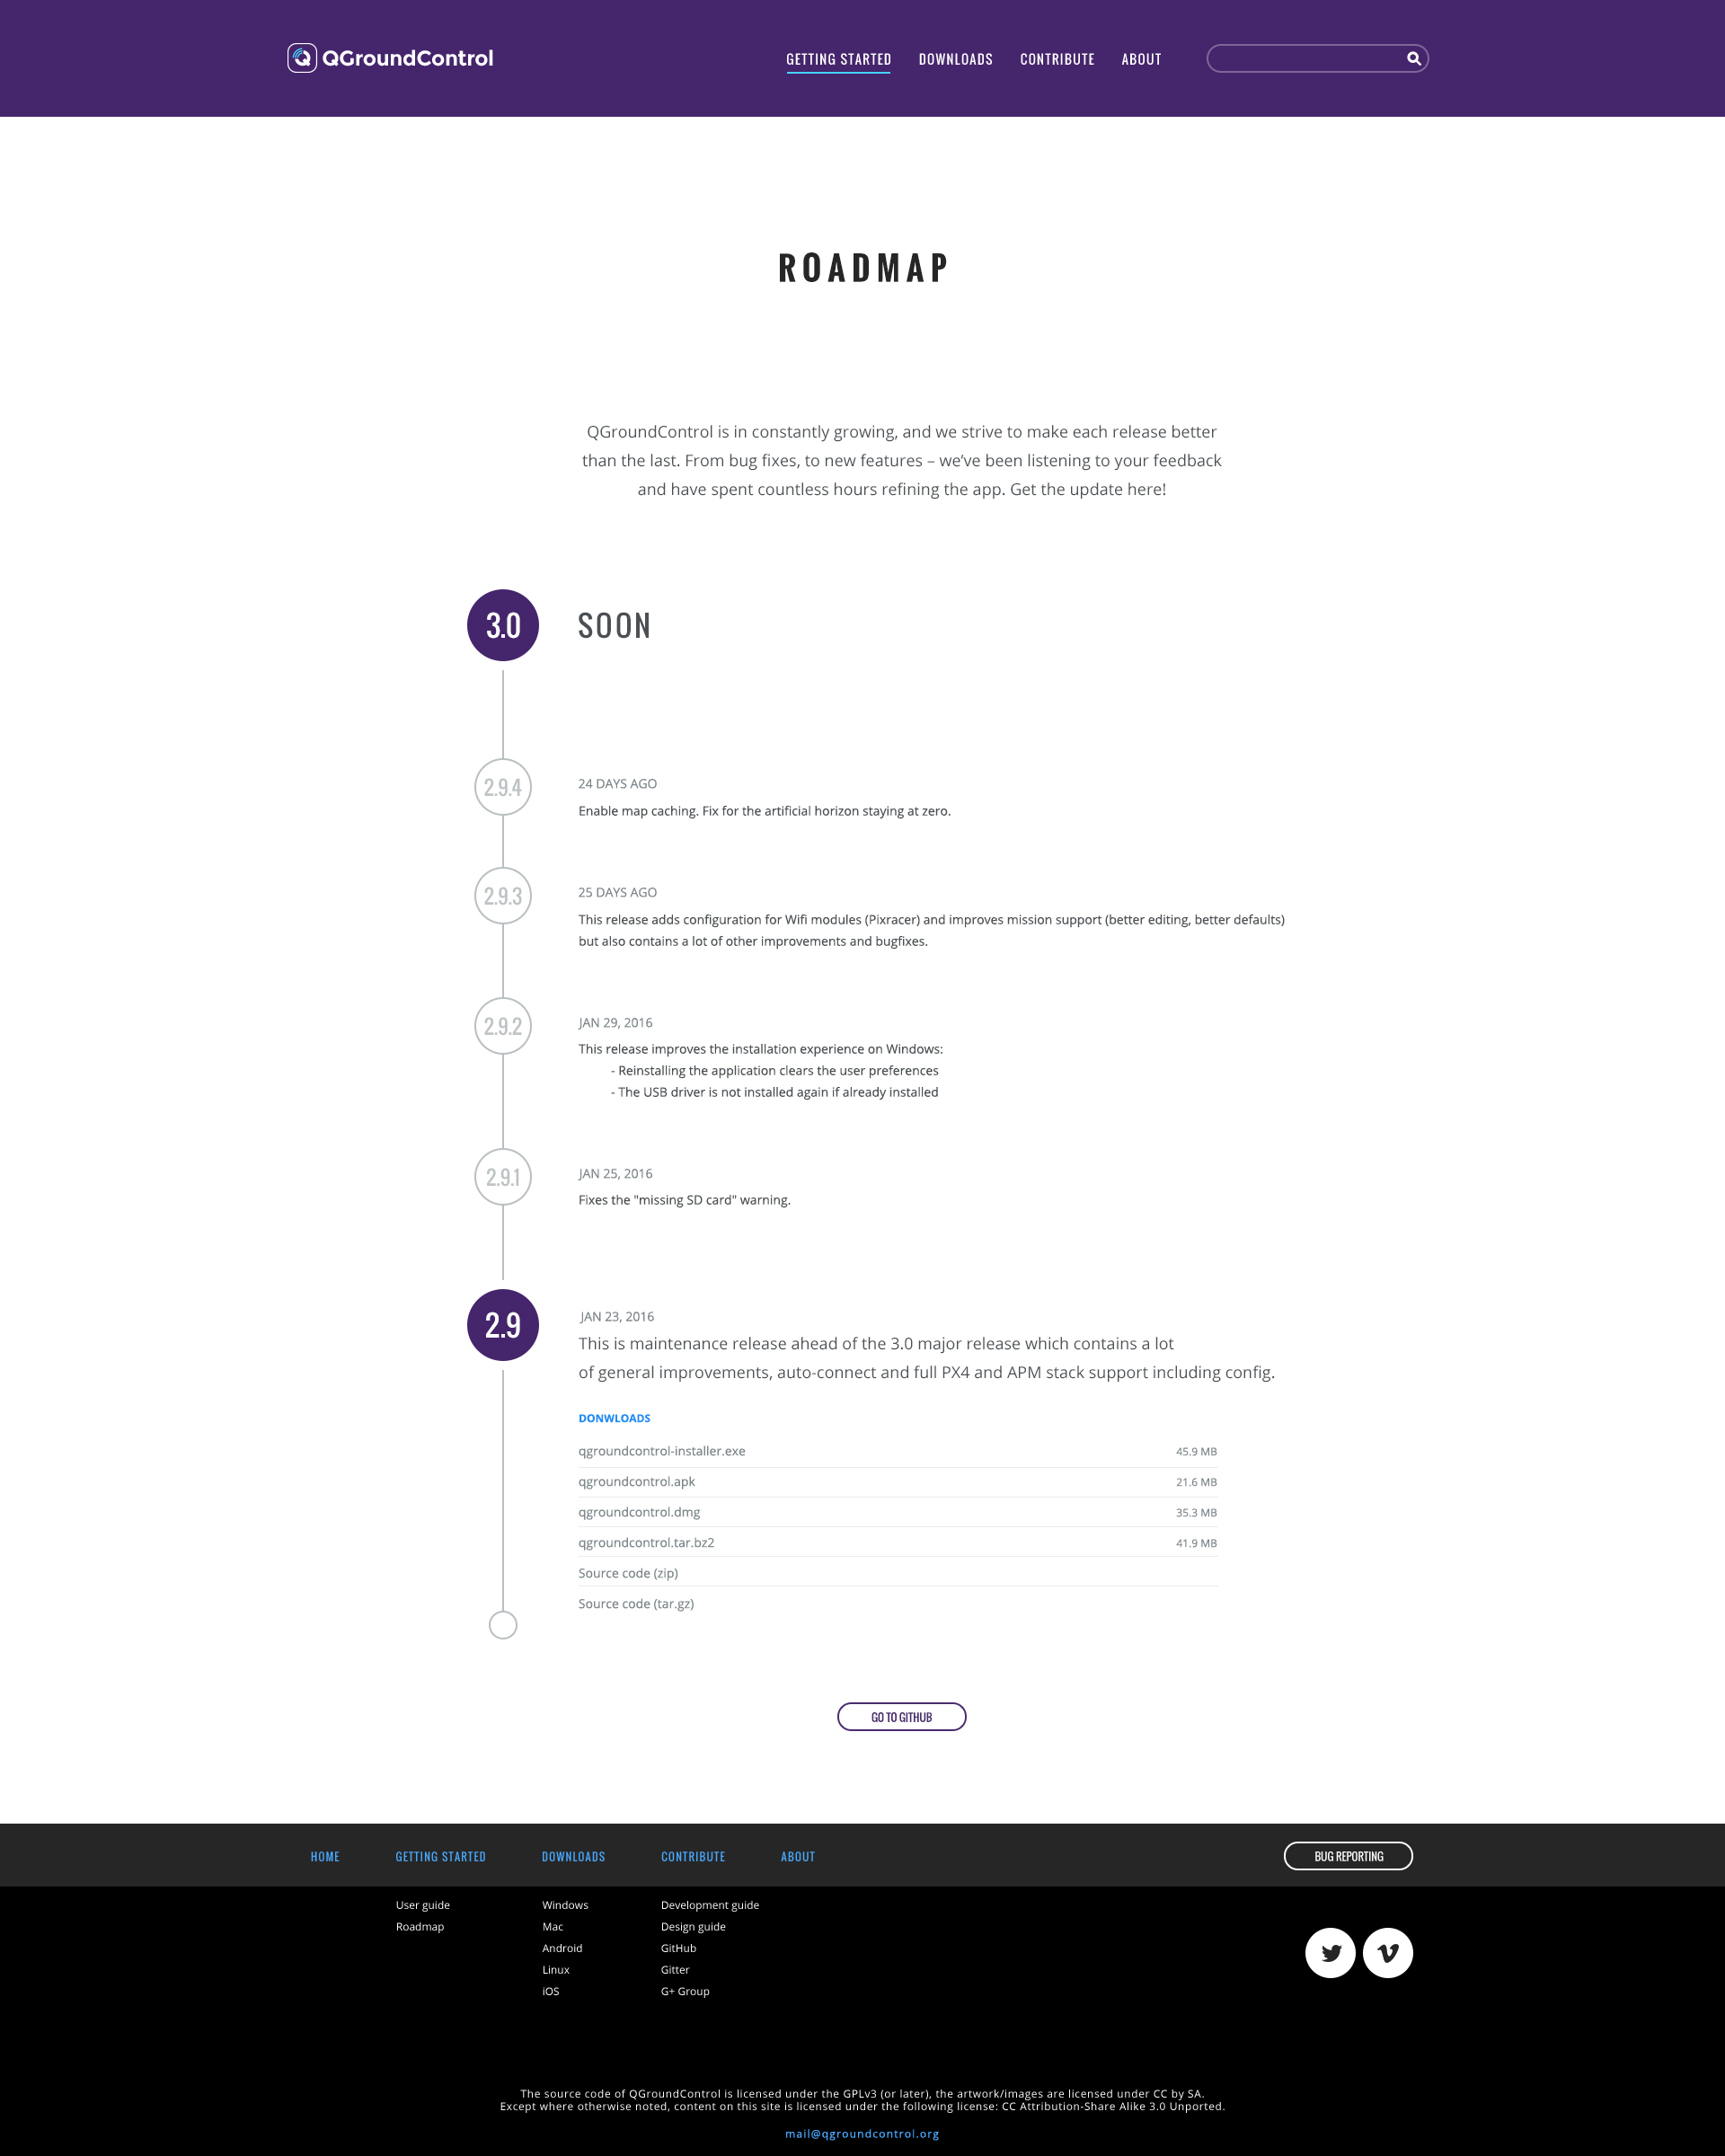 QGroundControl
GETTING STARTED DOWNLOADS CONTRIBUTE ABOUT
ROADMAP
QGroundControl is in constantly growing, and we strive to make each release better
than the last. From bug fixes, to new features – we've been listening to your feedback
and have spent countless hours refining the app. Get the update here!
3.0 SOON
2.9.4
24 DAYS AGO
Enable map caching. Fix for the artificial horizon staying at zero.
2.9.3
25 DAYS AGO
This release adds configuration for Wifi modules (Pixracer) and improves mission support (better editing, better defaults)
but also contains a lot of other improvements and bugfixes.
2.9.2
JAN 29, 2016
This release improves the installation experience on Windows:
- Reinstalling the application clears the user preferences
- The USB driver is not installed again if already installed
2.9.1
JAN 25, 2016
Fixes the "missing SD card" warning.
2.9
JAN 23, 2016
This is maintenance release ahead of the 3.0 major release which contains a lot
of general improvements, auto-connect and full PX4 and APM stack support including config.
DONWLOADS
qgroundcontrol-installer.exe 45.9 MB
qgroundcontrol.apk 21.6 MB
qgroundcontrol.dmg 35.3 MB
qgroundcontrol.tar.bz2 41.9 MB
Source code (zip)
Source code (tar.gz)
GO TO GITHUB
HOME GETTING STARTED DOWNLOADS CONTRIBUTE ABOUT BUG REPORTING
User guide Windows Development guide
Roadmap Mac Design guide
Android GitHub
Linux Gitter
iOS G+ Group
The source code of QGroundControl is licensed under the GPLv3 (or later), the artwork/images are licensed under CC by SA.
Except where otherwise noted, content on this site is licensed under the following license: CC Attribution-Share Alike 3.0 Unported.
mail@qgroundcontrol.org